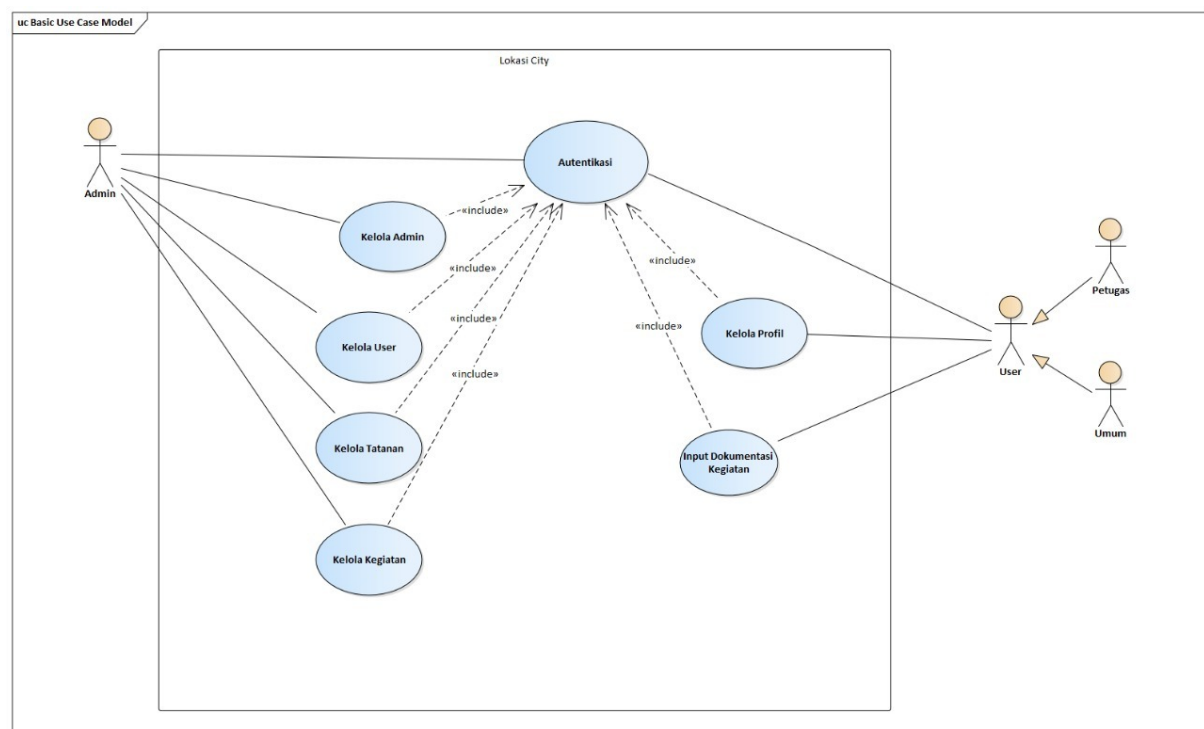 uc Basic Use Case Model
Lokasi City
Autentikasi
Admin
«include»
Kelola Admin
«include»
«include»
Petugas
«include»
«include»
Kelola Profil
Kelola User
«include»
User
Umum
Kelola Tatanan
Input Dokumentasi
Kegiatan
Kelola Kegiatan